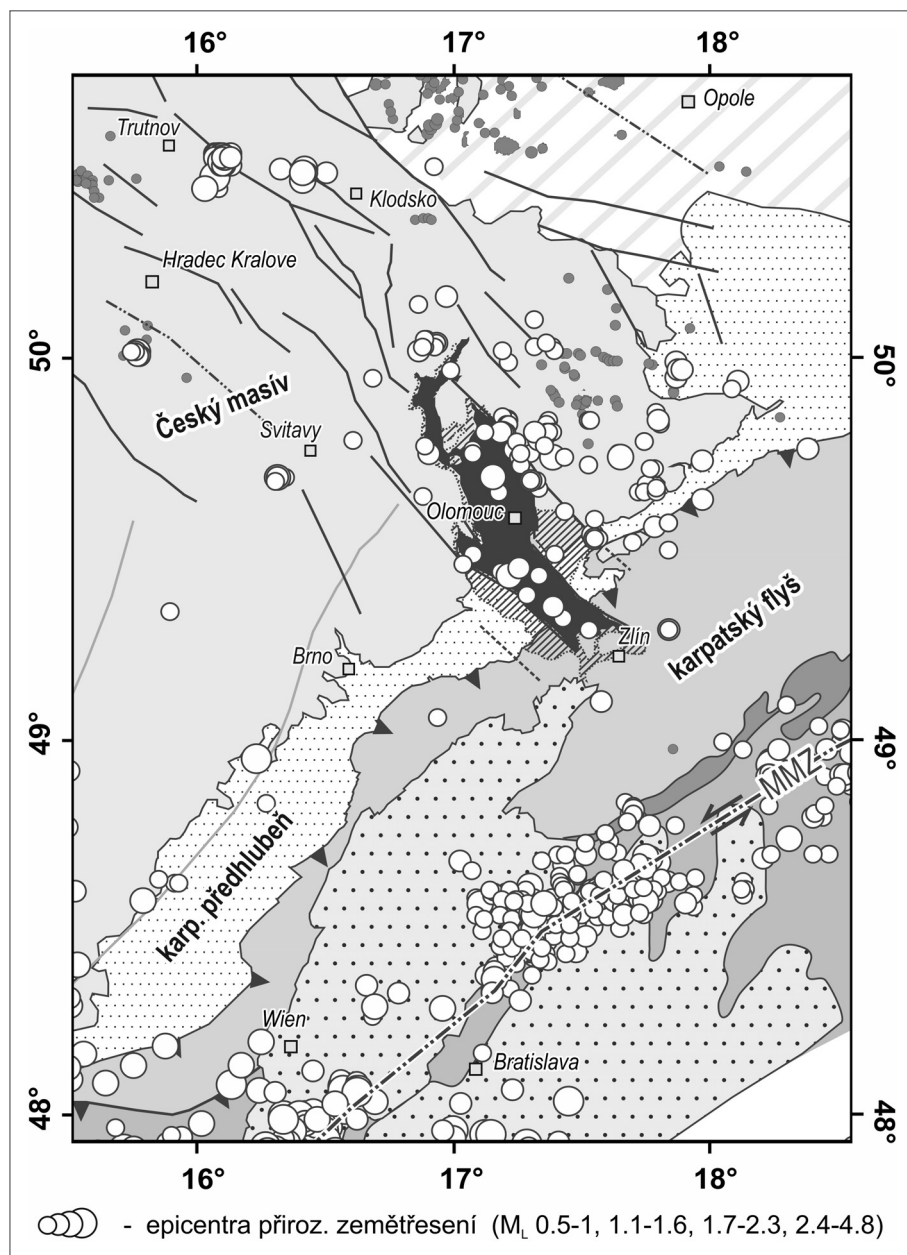 16° 17° 18°
Opole
Trutnov
Klodsko
Hradec Kralove
50° 50°
Český masív
Svitavy
Olomouc
karpatský flyš
Zlín
Brno
49° 49°
MMZ
karp. předhlubeň
Wien
Bratislava
48° 48°
16° 17° 18°
- epicentra přiroz. zemětřesení (M_L 0.5-1, 1.1-1.6, 1.7-2.3, 2.4-4.8)